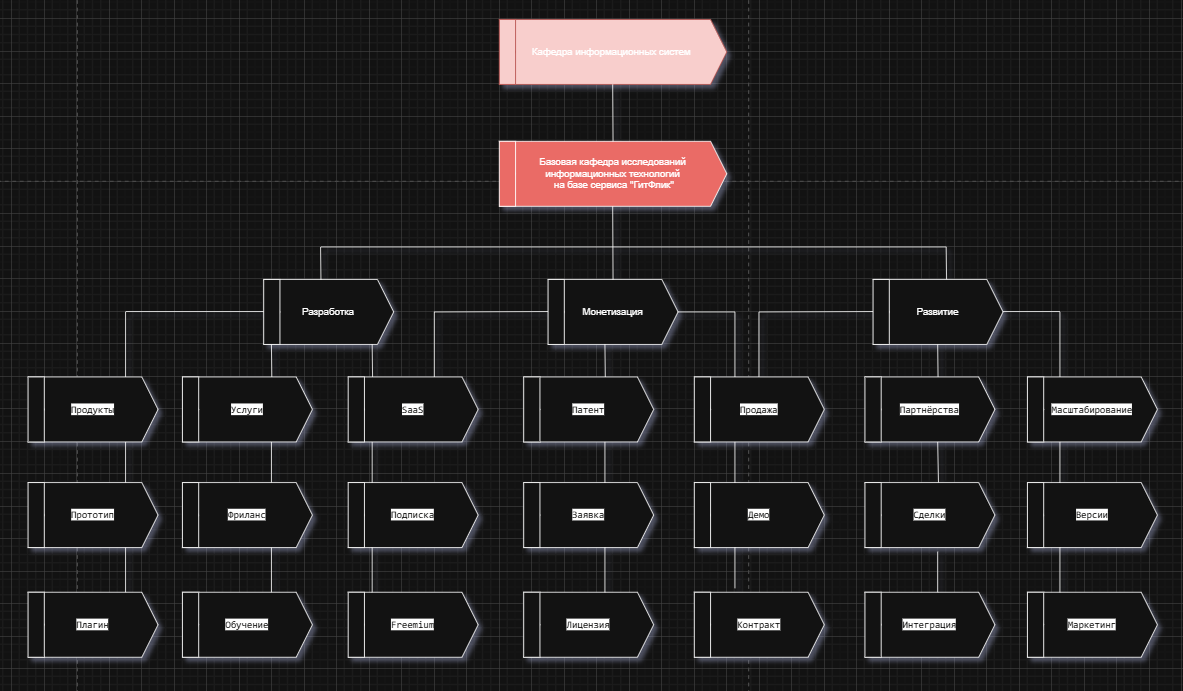 Кафедра информационных систем
Базовая кафедра исследований
информационных технологий
на базе сервиса "ГитФлик"
Разработка
Монетизация
Развитие
Продукты
Услуги
SaaS
Патент
Продажа
Партнёрства
Масштабирование
Прототип
Фриланс
Подписка
Заявка
Демо
Сделки
Версии
Плагин
Обучение
Freemium
Лицензия
Контракт
Интеграция
Маркетинг